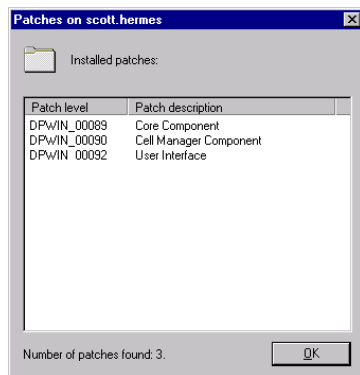 Patches on scott.hermes
Installed patches:
Patch level Patch description
DPWIN_00089 Core Component
DPWIN_00090 Cell Manager Component
DPWIN_00092 User Interface
Number of patches found: 3. OK